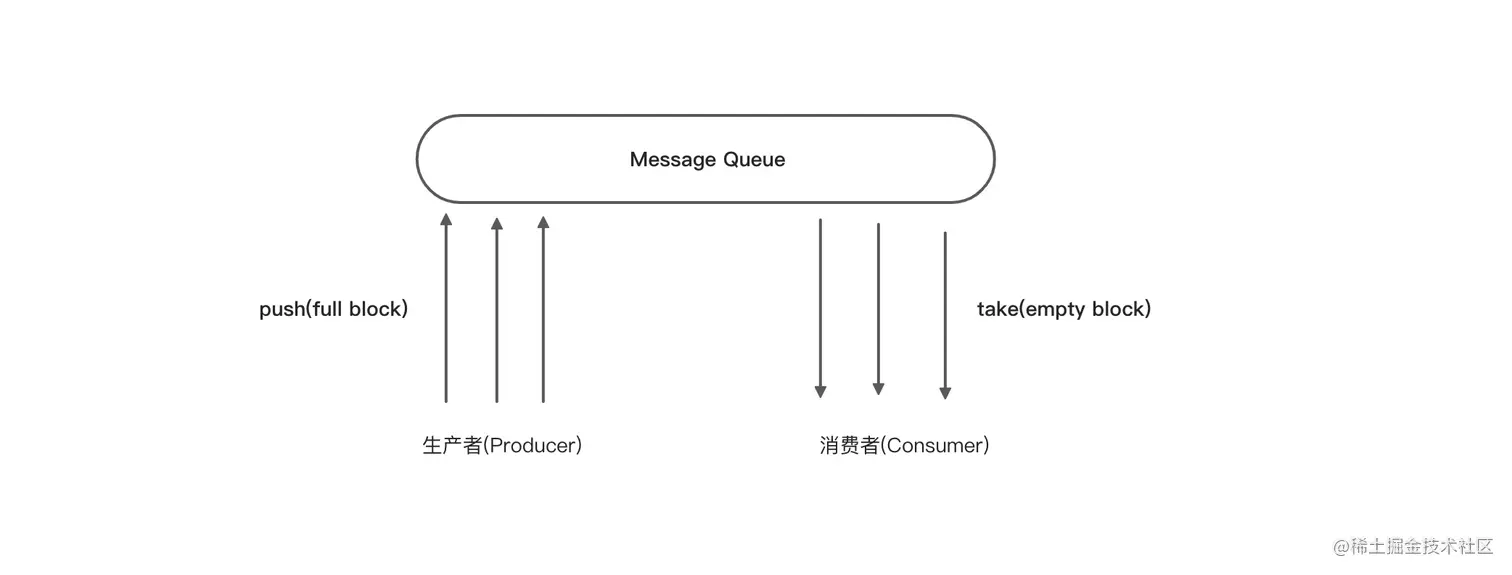 Message Queue
push(full block)
take(empty block)
生产者(Producer)
消费者(Consumer)
@稀土掘金技术社区